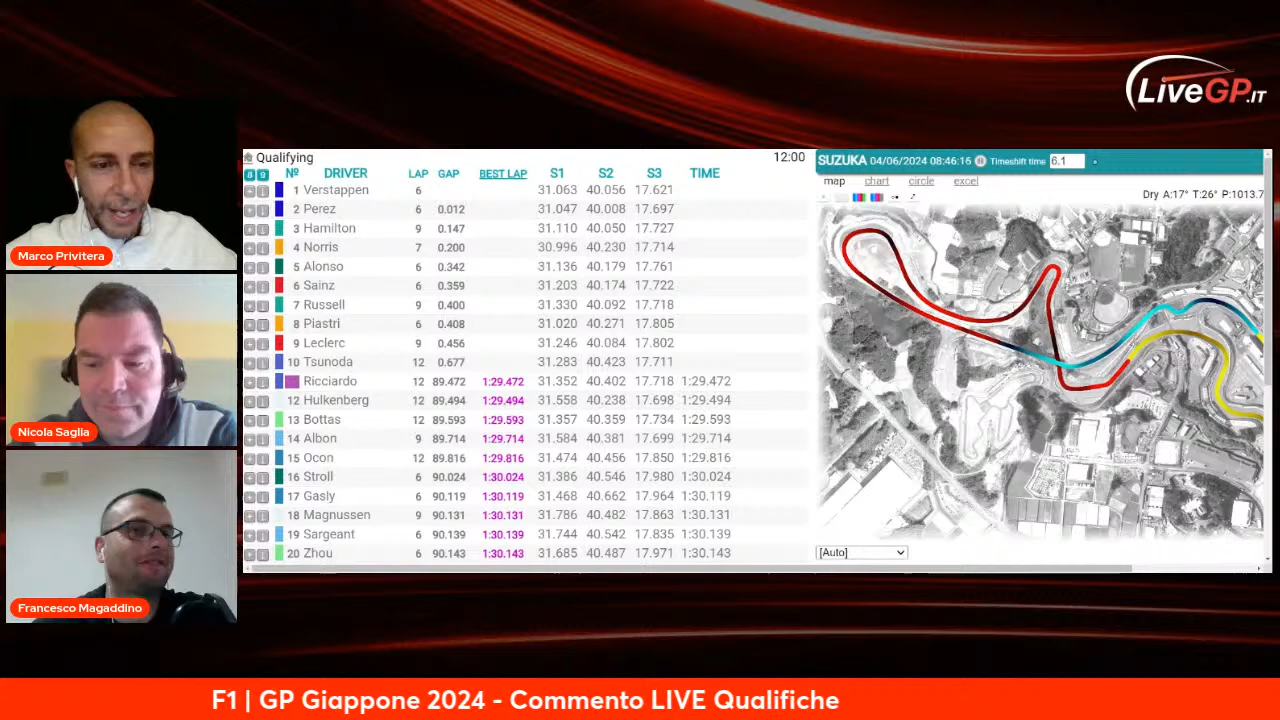 LiveGP.IT
Marco Privitera
Nicola Saglia
Francesco Magaddino
Qualifying 12:00
Nº DRIVER LAP GAP BEST LAP S1 S2 S3 TIME
1 Verstappen 6 31.063 40.056 17.621
2 Perez 6 0.012 31.047 40.008 17.697
3 Hamilton 9 0.147 31.110 40.050 17.727
4 Norris 7 0.200 30.996 40.230 17.714
5 Alonso 6 0.342 31.136 40.179 17.761
6 Sainz 6 0.359 31.203 40.174 17.722
7 Russell 9 0.400 31.330 40.092 17.718
8 Piastri 6 0.408 31.020 40.271 17.805
9 Leclerc 9 0.456 31.246 40.084 17.802
10 Tsunoda 12 0.677 31.283 40.423 17.711
Ricciardo 12 89.472 1:29.472 31.352 40.402 17.718 1:29.472
12 Hulkenberg 12 89.494 1:29.494 31.558 40.238 17.698 1:29.494
13 Bottas 12 89.593 1:29.593 31.357 40.359 17.734 1:29.593
14 Albon 9 89.714 1:29.714 31.584 40.381 17.699 1:29.714
15 Ocon 12 89.816 1:29.816 31.474 40.456 17.850 1:29.816
16 Stroll 6 90.024 1:30.024 31.386 40.546 17.980 1:30.024
17 Gasly 6 90.119 1:30.119 31.468 40.662 17.964 1:30.119
18 Magnussen 9 90.131 1:30.131 31.786 40.482 17.863 1:30.131
19 Sargeant 6 90.139 1:30.139 31.744 40.542 17.835 1:30.139
20 Zhou 6 90.143 1:30.143 31.685 40.487 17.971 1:30.143
SUZUKA 04/06/2024 08:46:16 Timeshift time 6.1
map chart circle excel
Dry A:17° T:26° P:1013.7
[Auto]
F1 | GP Giappone 2024 - Commento LIVE Qualifiche